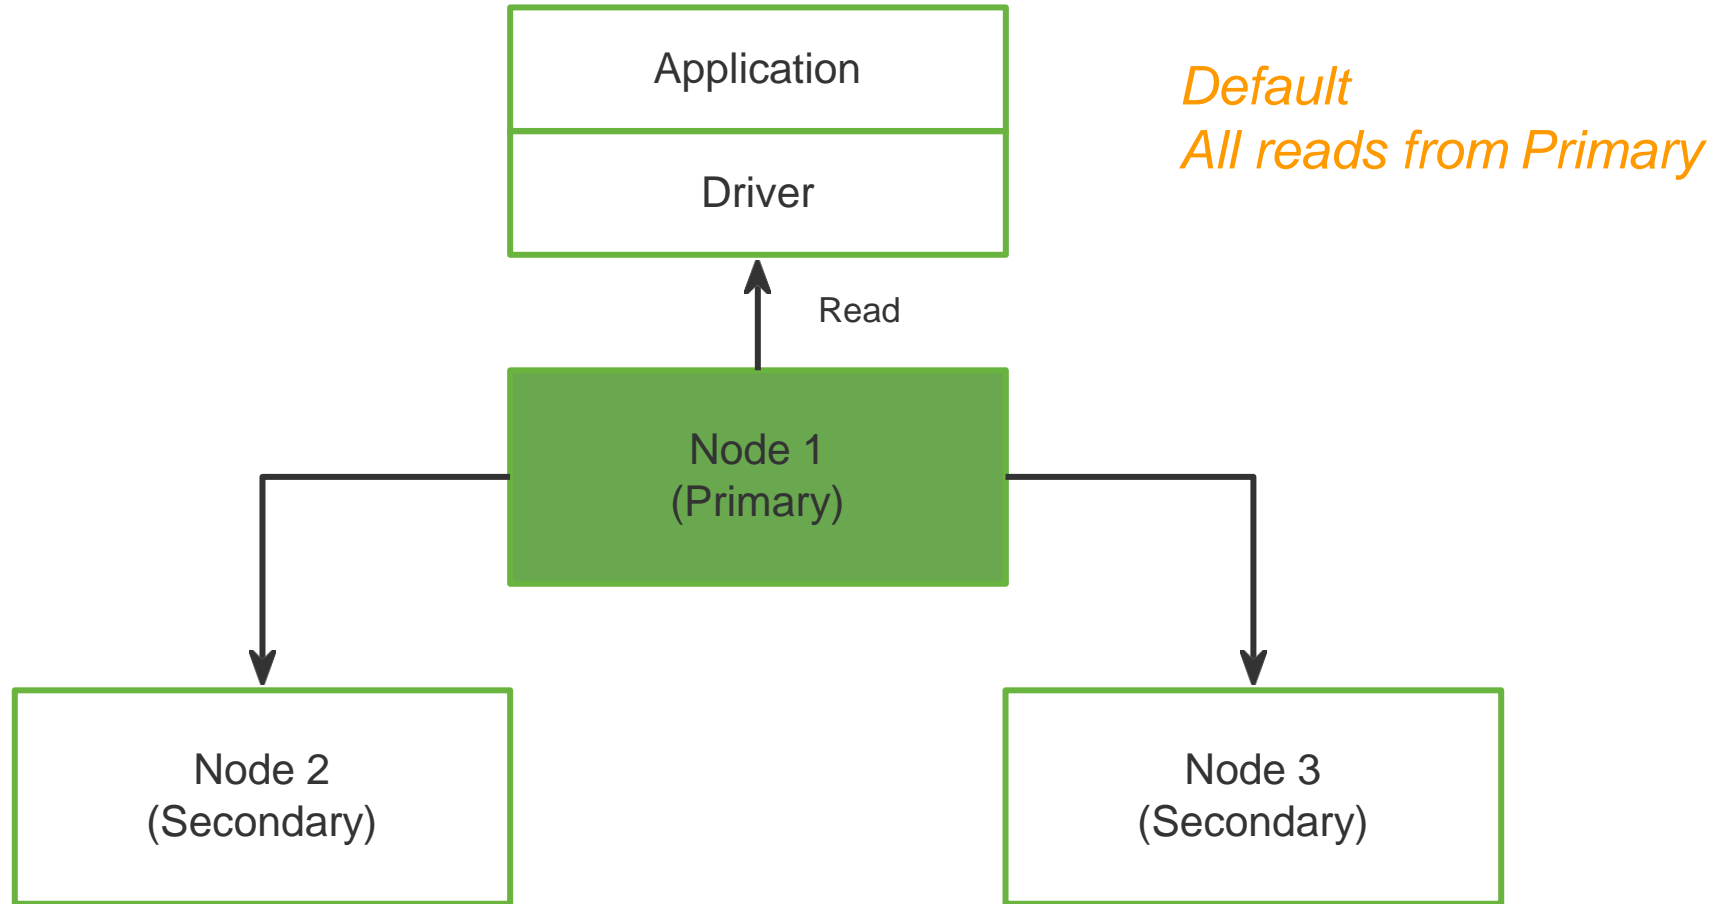 Application
Default
All reads from Primary
Driver
Read
Node 1
(Primary)
Node 2
(Secondary)
Node 3
(Secondary)